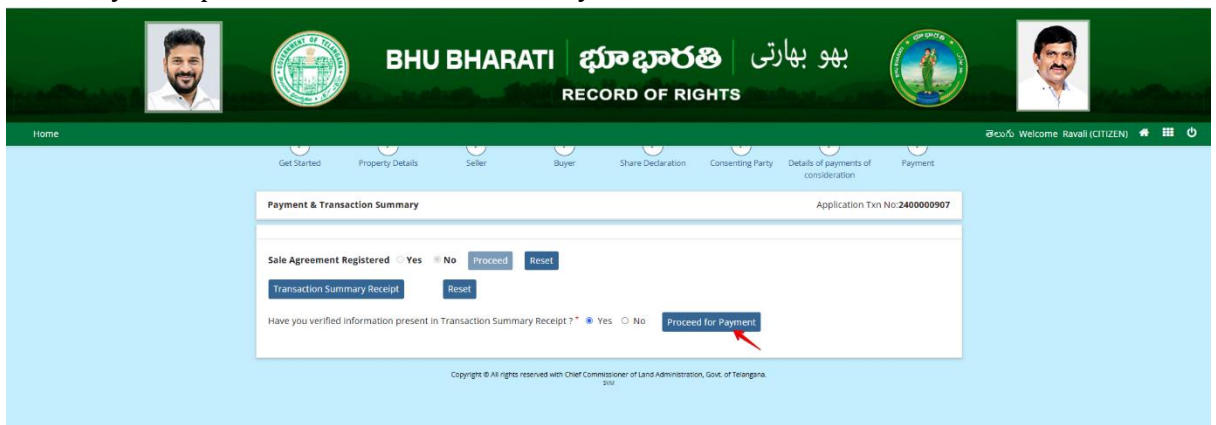 BHU BHARATI భూ భారతి بھو بھارتی
RECORD OF RIGHTS
Home
తెలుగు Welcome Ravali (CITIZEN)
Get Started Property Details Seller Buyer Share Declaration Consenting Party Details of payments of consideration Payment
Payment & Transaction Summary Application Txn No:2400000907
Sale Agreement Registered Yes No Proceed Reset
Transaction Summary Receipt Reset
Have you verified information present in Transaction Summary Receipt ? * Yes No Proceed for Payment
Copyright © All rights reserved with Chief Commissioner of Land Administration, Govt. of Telangana.